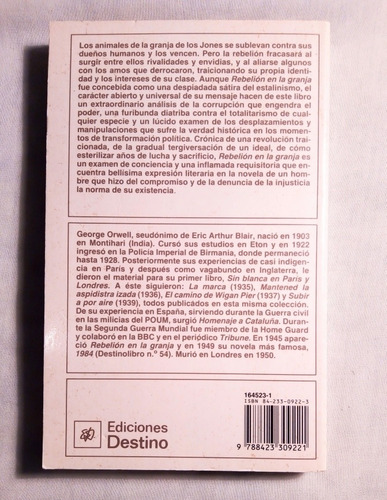 Los animales de la granja de los Jones se sublevan contra sus
dueños humanos y los vencen. Pero la rebelión fracasará al
surgir entre ellos rivalidades y envidias, y al aliarse algunos
con los amos que derrocaron, traicionando su propia identi-
dad y los intereses de su clase. Aunque Rebelión en la granja
fue concebida como una despiadada sátira del estalinismo, el
carácter abierto y universal de su mensaje hacen de este libro
un extraordinario análisis de la corrupción que engendra el
poder, una furibunda diatriba contra el totalitarismo de cual-
quier especie y un lúcido examen de los desplazamientos y
manipulaciones que sufre la verdad histórica en los momen-
tos de transformación política. Crónica de una revolución trai-
cionada, de la gradual tergiversación de un ideal, de cómo
esterilizar años de lucha y sacrificio, Rebelión en la granja es
un examen de conciencia y una inflamada requisitoria que en-
cuentra bellísima expresión literaria en la novela de un hom-
bre que hizo del compromiso y de la denuncia de la injusticia
la norma de su existencia.
George Orwell, seudónimo de Eric Arthur Blair, nació en 1903
en Montihari (India). Cursó sus estudios en Eton y en 1922
ingresó en la Policía Imperial de Birmania, donde permaneció
hasta 1928. Posteriormente sus experiencias de casi indigen-
cia en París y después como vagabundo en Inglaterra, le
dieron el material para su primer libro, Sin blanca en París y
Londres. A éste siguieron: La marca (1935), Mantened la
aspidistra izada (1936), El camino de Wigan Pier (1937) y Subir
a por aire (1939), todos publicados en esta misma colección.
De su experiencia en España, sirviendo durante la Guerra civil
en las milicias del POUM, surgió Homenaje a Cataluña. Duran-
te la Segunda Guerra Mundial fue miembro de la Home Guard
y colaboró en la BBC y en el periódico Tribune. En 1945 apare-
ció Rebelión en la granja y en 1949 su novela más famosa,
1984 (Destinolibro n.º 54). Murió en Londres en 1950.
164523-1
ISBN 84-233-0922-3
Ediciones
Destino
9 788423 309221